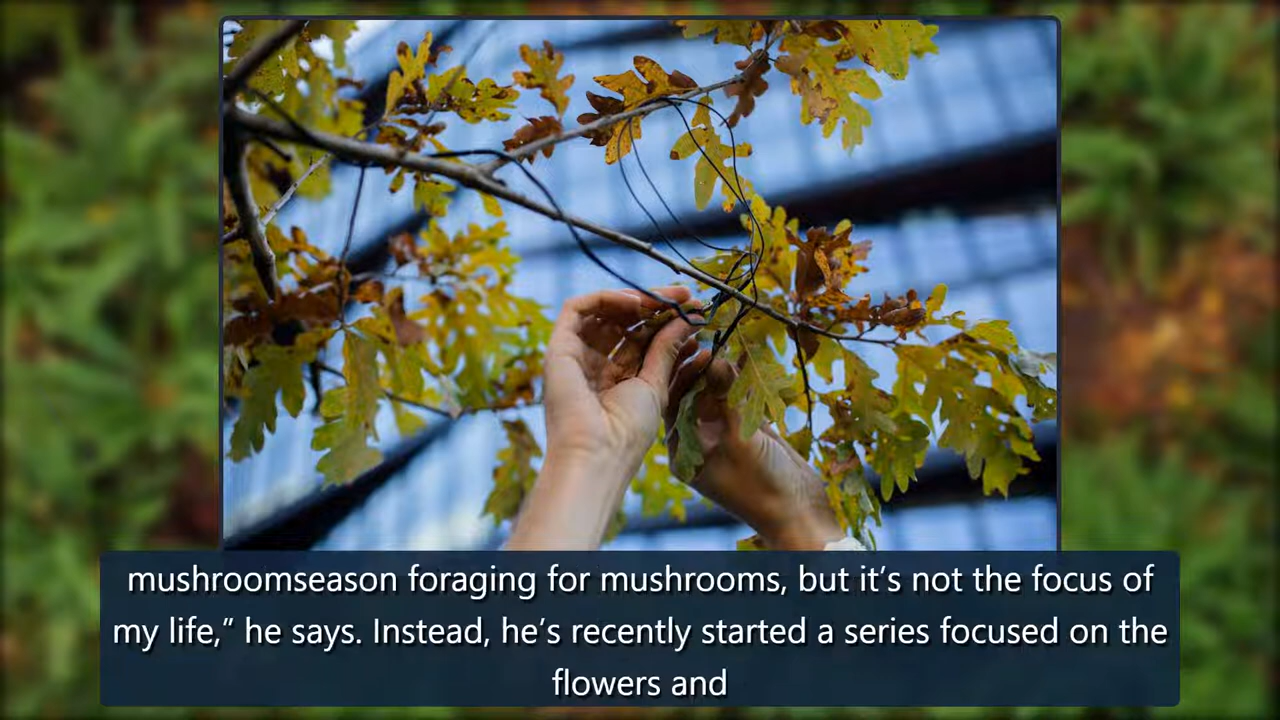 mushroomseason foraging for mushrooms, but it’s not the focus of
my life,” he says. Instead, he’s recently started a series focused on the
flowers and